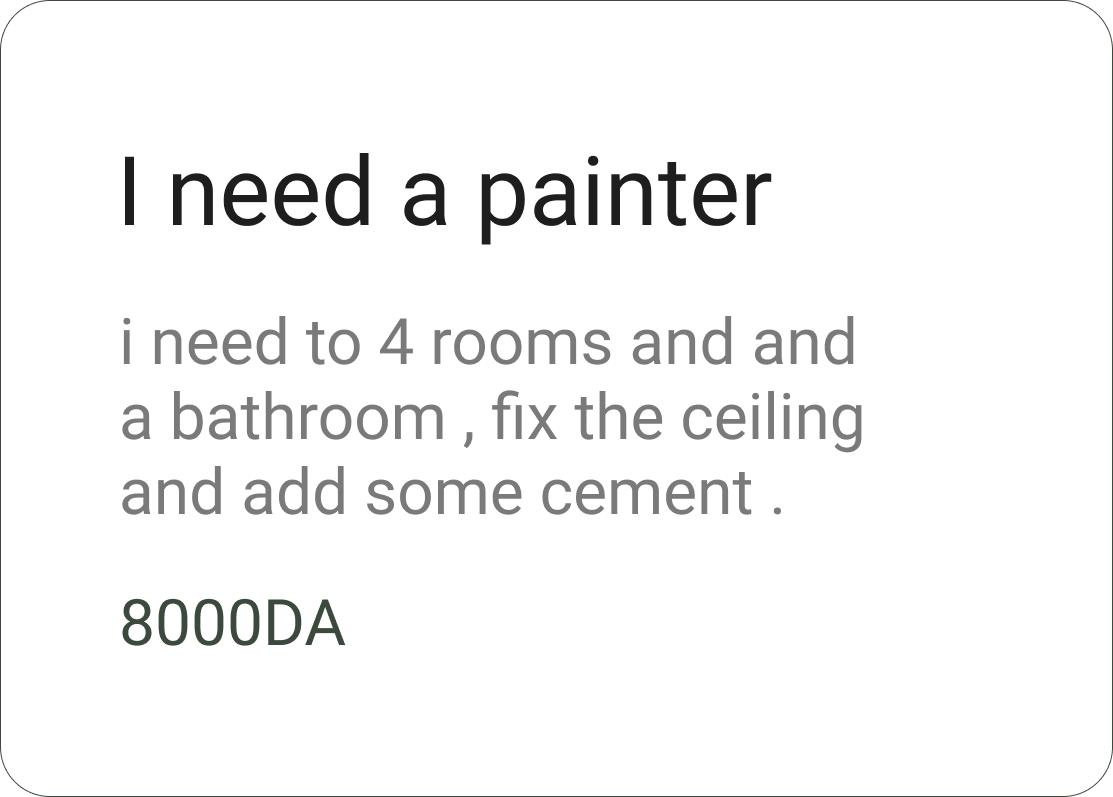 I need a painter
i need to 4 rooms and and
a bathroom , fix the ceiling
and add some cement .
8000DA